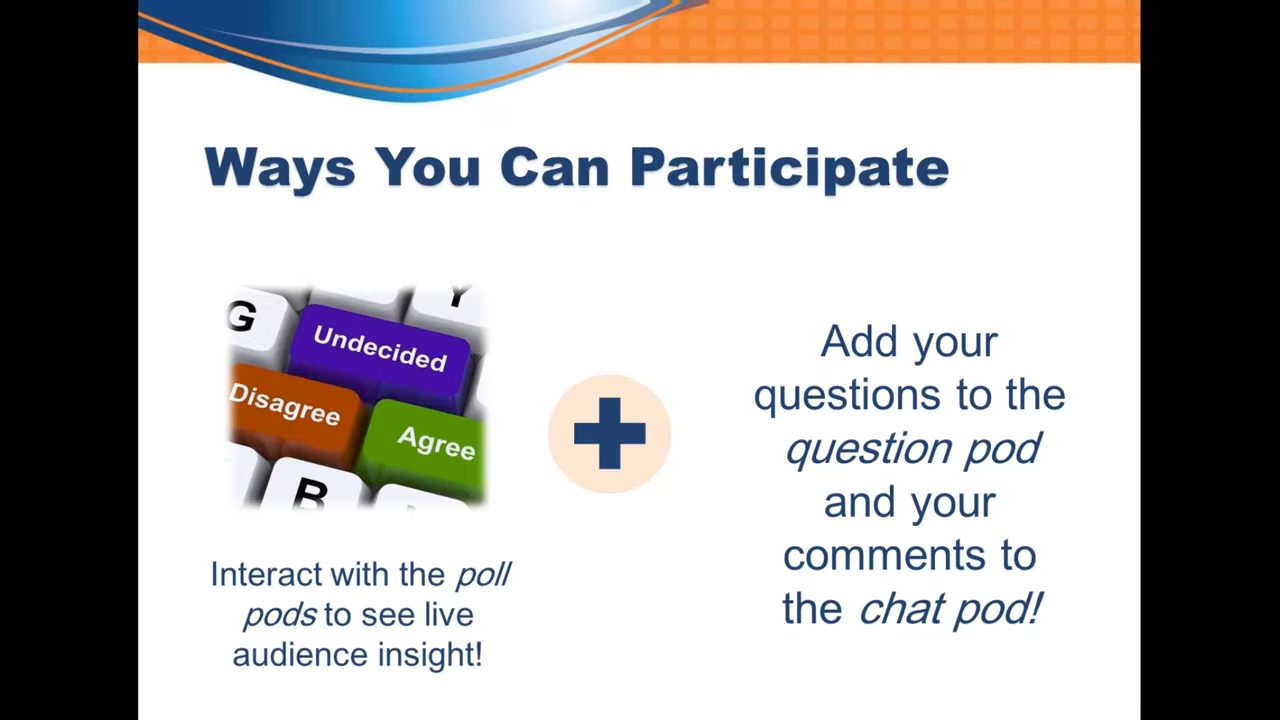 Ways You Can Participate
G
Y
Undecided
Disagree
Agree
B
Interact with the poll
pods to see live
audience insight!
Add your
questions to the
question pod
and your
comments to
the chat pod!